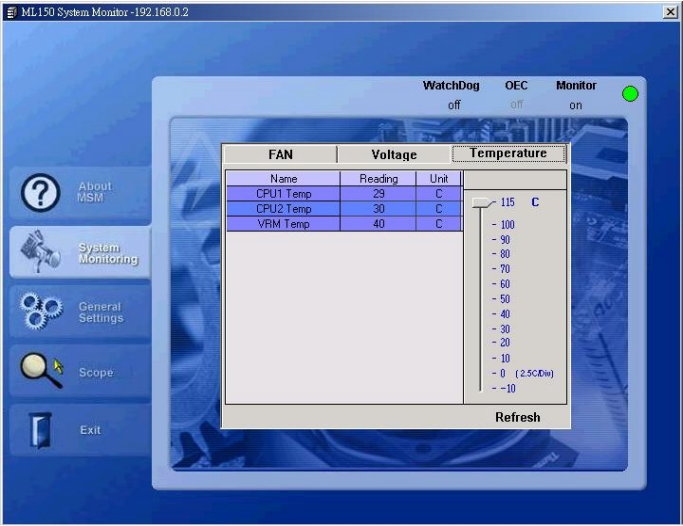 ML150 System Monitor -192.168.0.2
WatchDog OEC Monitor
off off on
FAN Voltage Temperature
Name Reading Unit
CPU1 Temp 29 C
CPU2 Temp 30 C
VRM Temp 40 C
115 C
- 100
- 90
- 80
- 70
- 60
- 50
- 40
- 30
- 20
- 10
- 0 (2.5C/Div)
- -10
Refresh
About
MSM
System
Monitoring
General
Settings
Scope
Exit